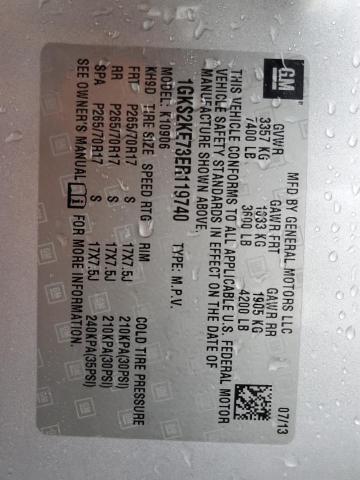 GM
MFD BY GENERAL MOTORS LLC
07/13
GVWR GAWR FRT GAWR RR
3357 KG 1633 KG 1905 KG
7400 LB 3600 LB 4200 LB
THIS VEHICLE CONFORMS TO ALL APPLICABLE U.S. FEDERAL MOTOR
VEHICLE SAFETY STANDARDS IN EFFECT ON THE DATE OF
MANUFACTURE SHOWN ABOVE.
1GKS2KE73ER119740 TYPE: M.P.V.
MODEL: K10906
KH9D TIRE SIZE SPEED RTG RIM COLD TIRE PRESSURE
FRT P265/70R17 S 17X7.5J 210KPA(30PSI)
RR P265/70R17 S 17X7.5J 210KPA(30PSI)
SPA P265/70R17 S 17X7.5J 240KPA(35PSI)
SEE OWNER'S MANUAL FOR MORE INFORMATION.